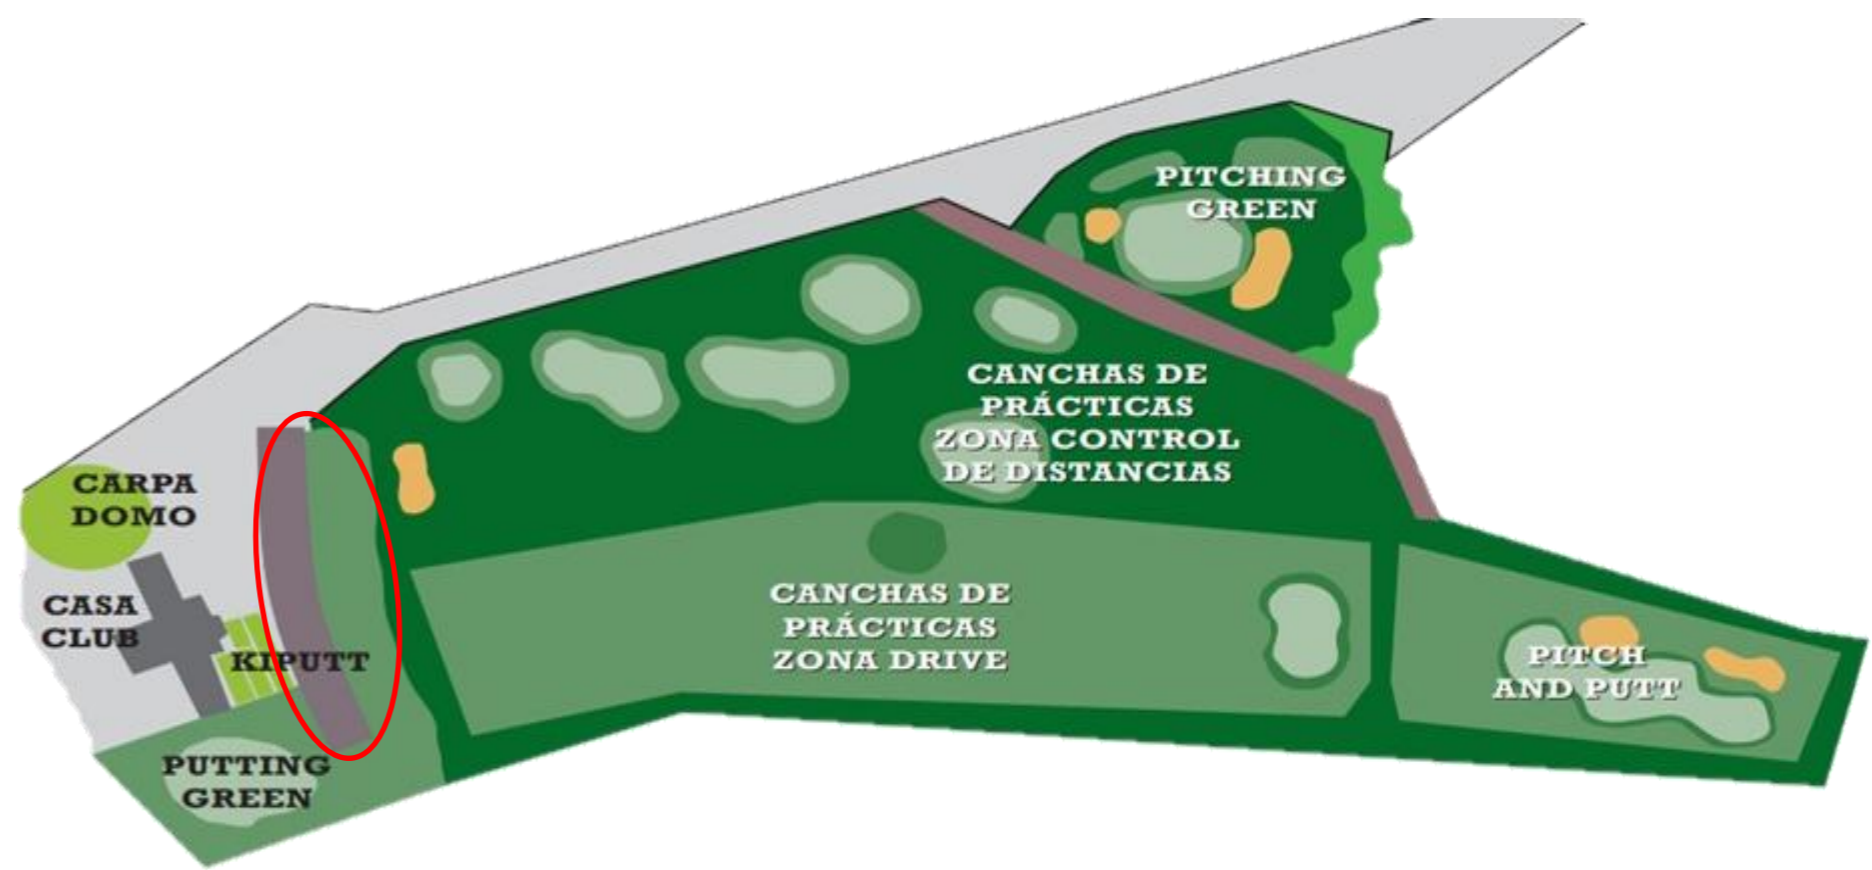 PITCHING
GREEN
CANCHAS DE
PRÁCTICAS
ZONA CONTROL
DE DISTANCIAS
CARPA
DOMO
CASA
CLUB
KIPUTT
CANCHAS DE
PRÁCTICAS
ZONA DRIVE
PITCH
AND PUTT
PUTTING
GREEN